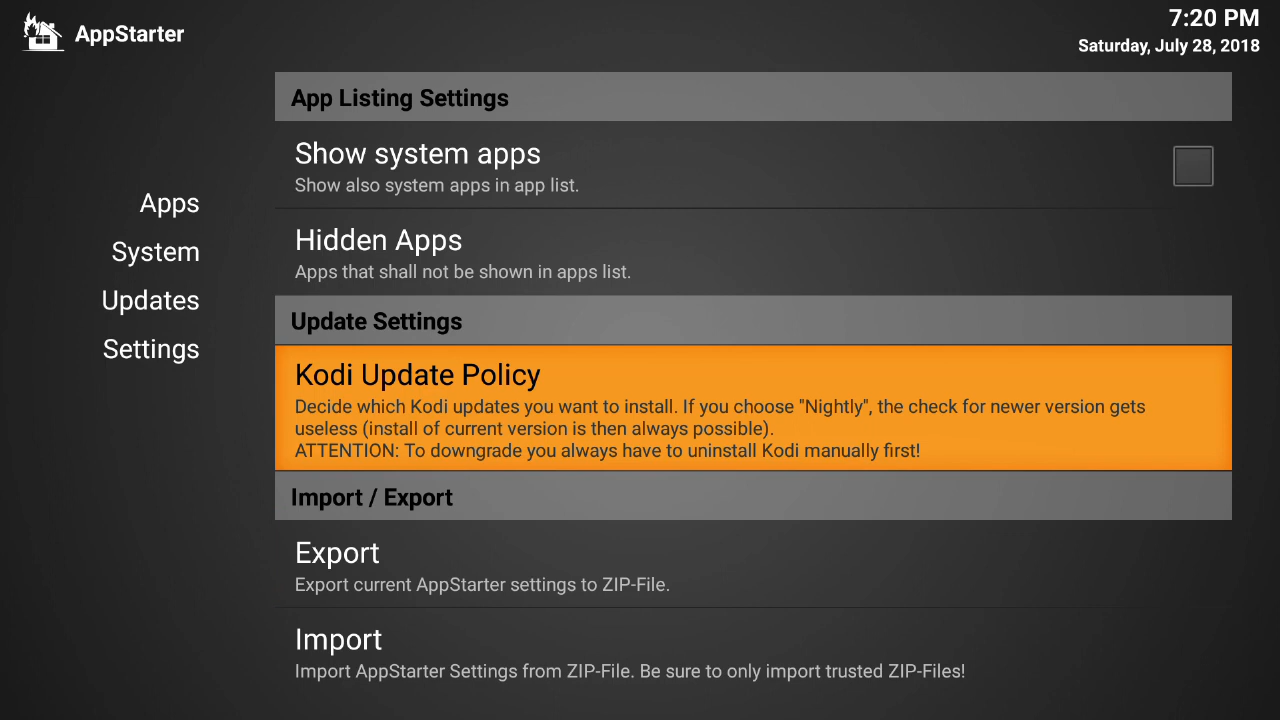 AppStarter
7:20 PM
Saturday, July 28, 2018
Apps
System
Updates
Settings
App Listing Settings
Show system apps
Show also system apps in app list.
Hidden Apps
Apps that shall not be shown in apps list.
Update Settings
Kodi Update Policy
Decide which Kodi updates you want to install. If you choose "Nightly", the check for newer version gets
useless (install of current version is then always possible).
ATTENTION: To downgrade you always have to uninstall Kodi manually first!
Import / Export
Export
Export current AppStarter settings to ZIP-File.
Import
Import AppStarter Settings from ZIP-File. Be sure to only import trusted ZIP-Files!